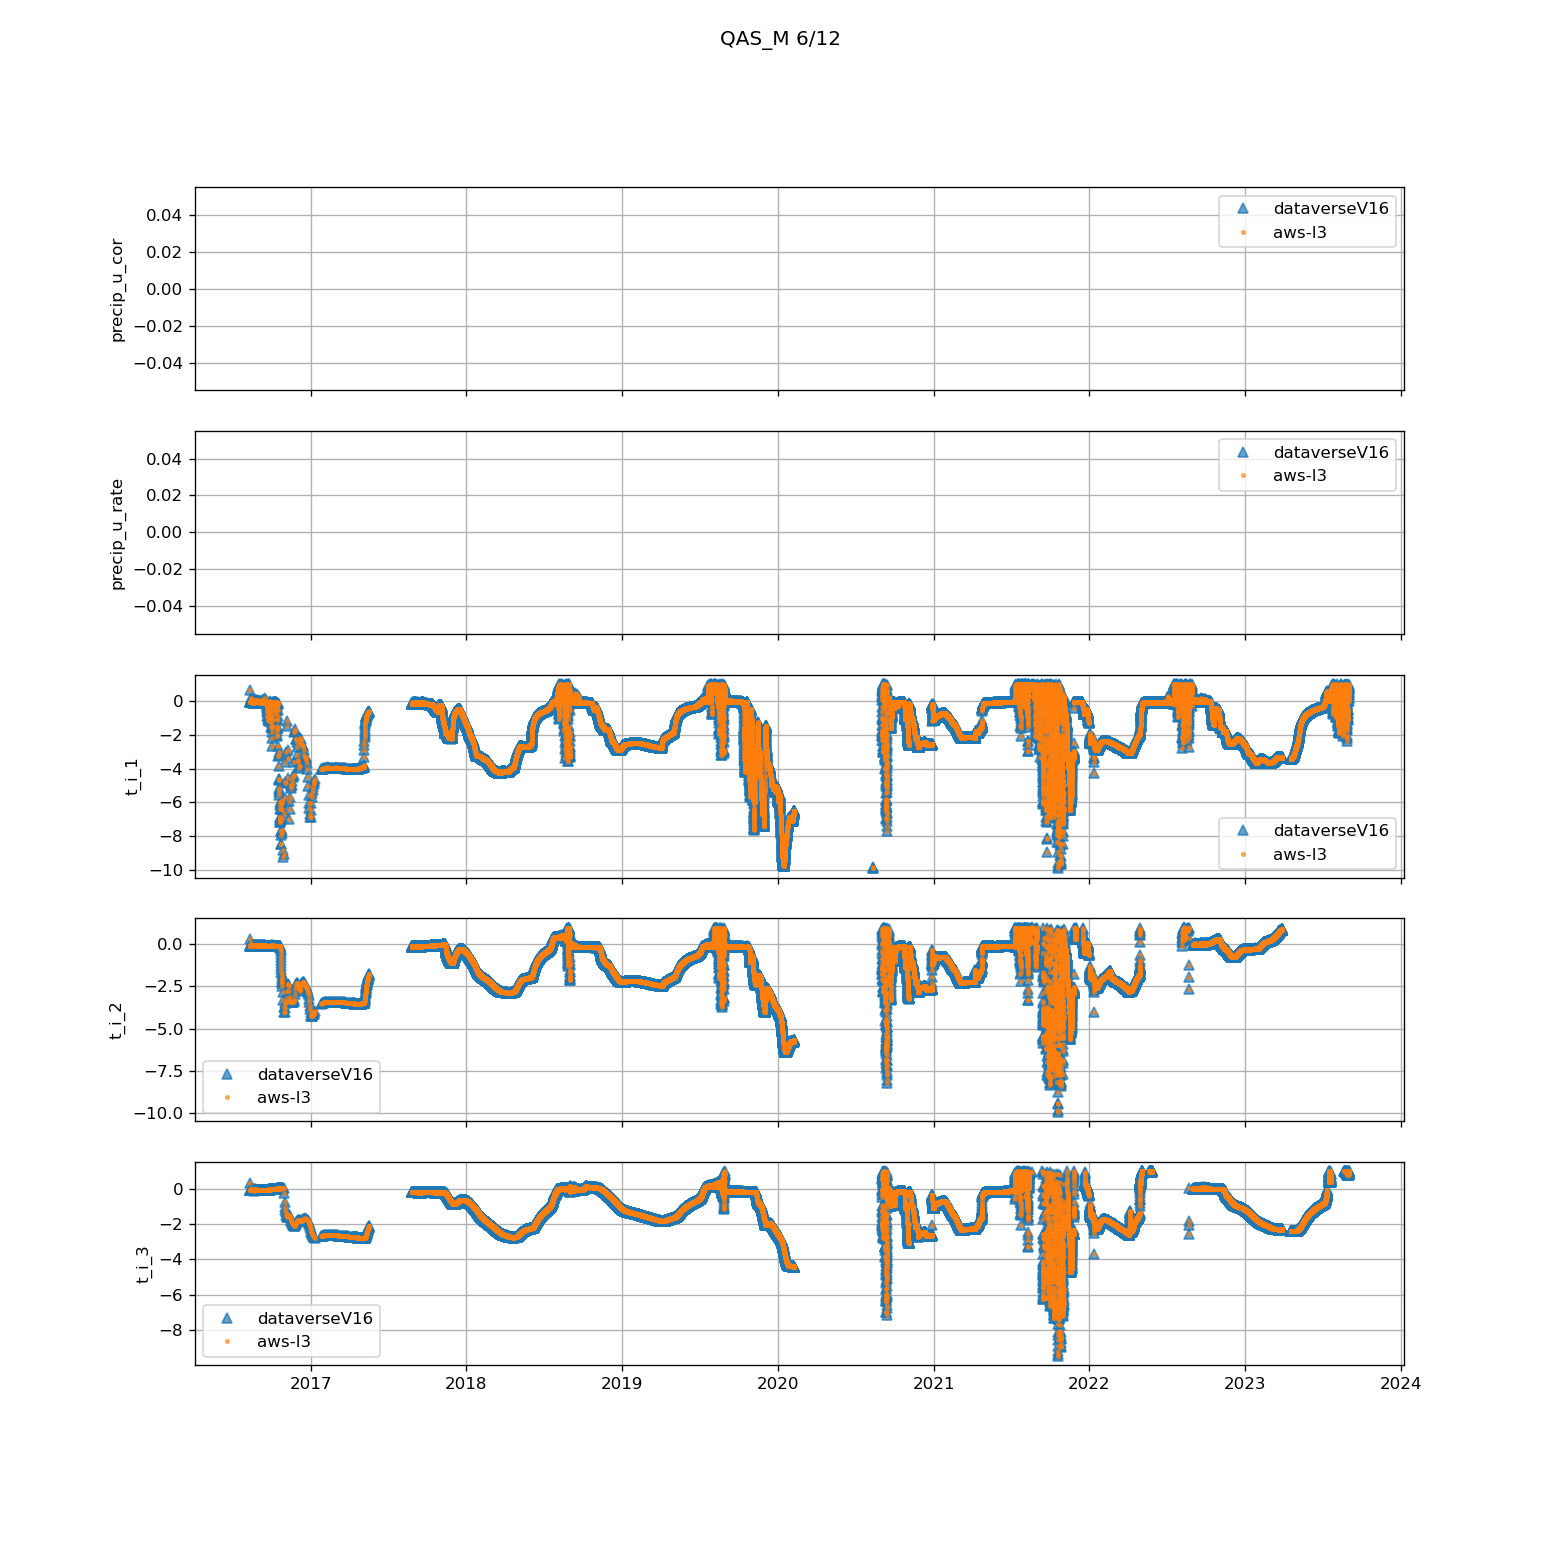 QAS_M 6/12
0.04
0.02
0.00
−0.02
−0.04
precip_u_cor
dataverseV16
aws-l3
0.04
0.02
0.00
−0.02
−0.04
precip_u_rate
dataverseV16
aws-l3
0
−2
−4
−6
−8
−10
t_i_1
dataverseV16
aws-l3
0.0
−2.5
−5.0
−7.5
−10.0
t_i_2
dataverseV16
aws-l3
0
−2
−4
−6
−8
t_i_3
dataverseV16
aws-l3
2017 2018 2019 2020 2021 2022 2023 2024